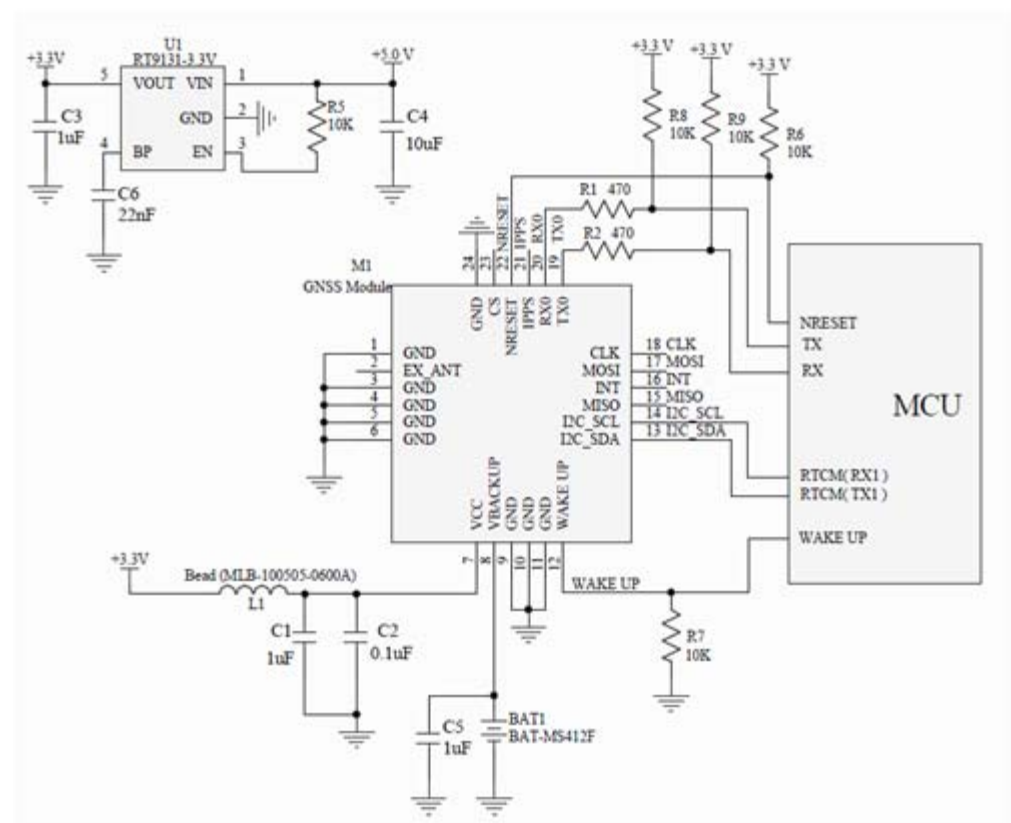 U1
RT9131-3.3V
+3.3V
+5.0 V
5 VOUT VIN 1
GND 2
4 BP EN 3
C3
1uF
R5
10K
C4
10uF
C6
22nF
+3.3 V
+3.3 V
+3.3 V
R8
10K
R9
10K
R6
10K
R1 470
R2 470
NRESET
IPPS
RX0
TX0
24
23
22
21
20
19
M1
GNSS Module
GND
CS
NRESET
IPPS
RX0
TX0
1 GND
2 EX_ANT
3 GND
4 GND
5 GND
6 GND
CLK 18 CLK
MOSI 17 MOSI
INT 16 INT
MISO 15 MISO
I2C_SCL 14 I2C_SCL
I2C_SDA 13 I2C_SDA
VCC
VBACKUP
GND
GND
GND
WAKE UP
7
8
9
10
11
12
NRESET
TX
RX
MCU
RTCM( RX1 )
RTCM( TX1 )
WAKE UP
WAKE UP
R7
10K
+3.3V
Bead (MLB-100505-0600A)
L1
C1
1uF
C2
0.1uF
C5
1uF
BAT1
BAT-MS412F